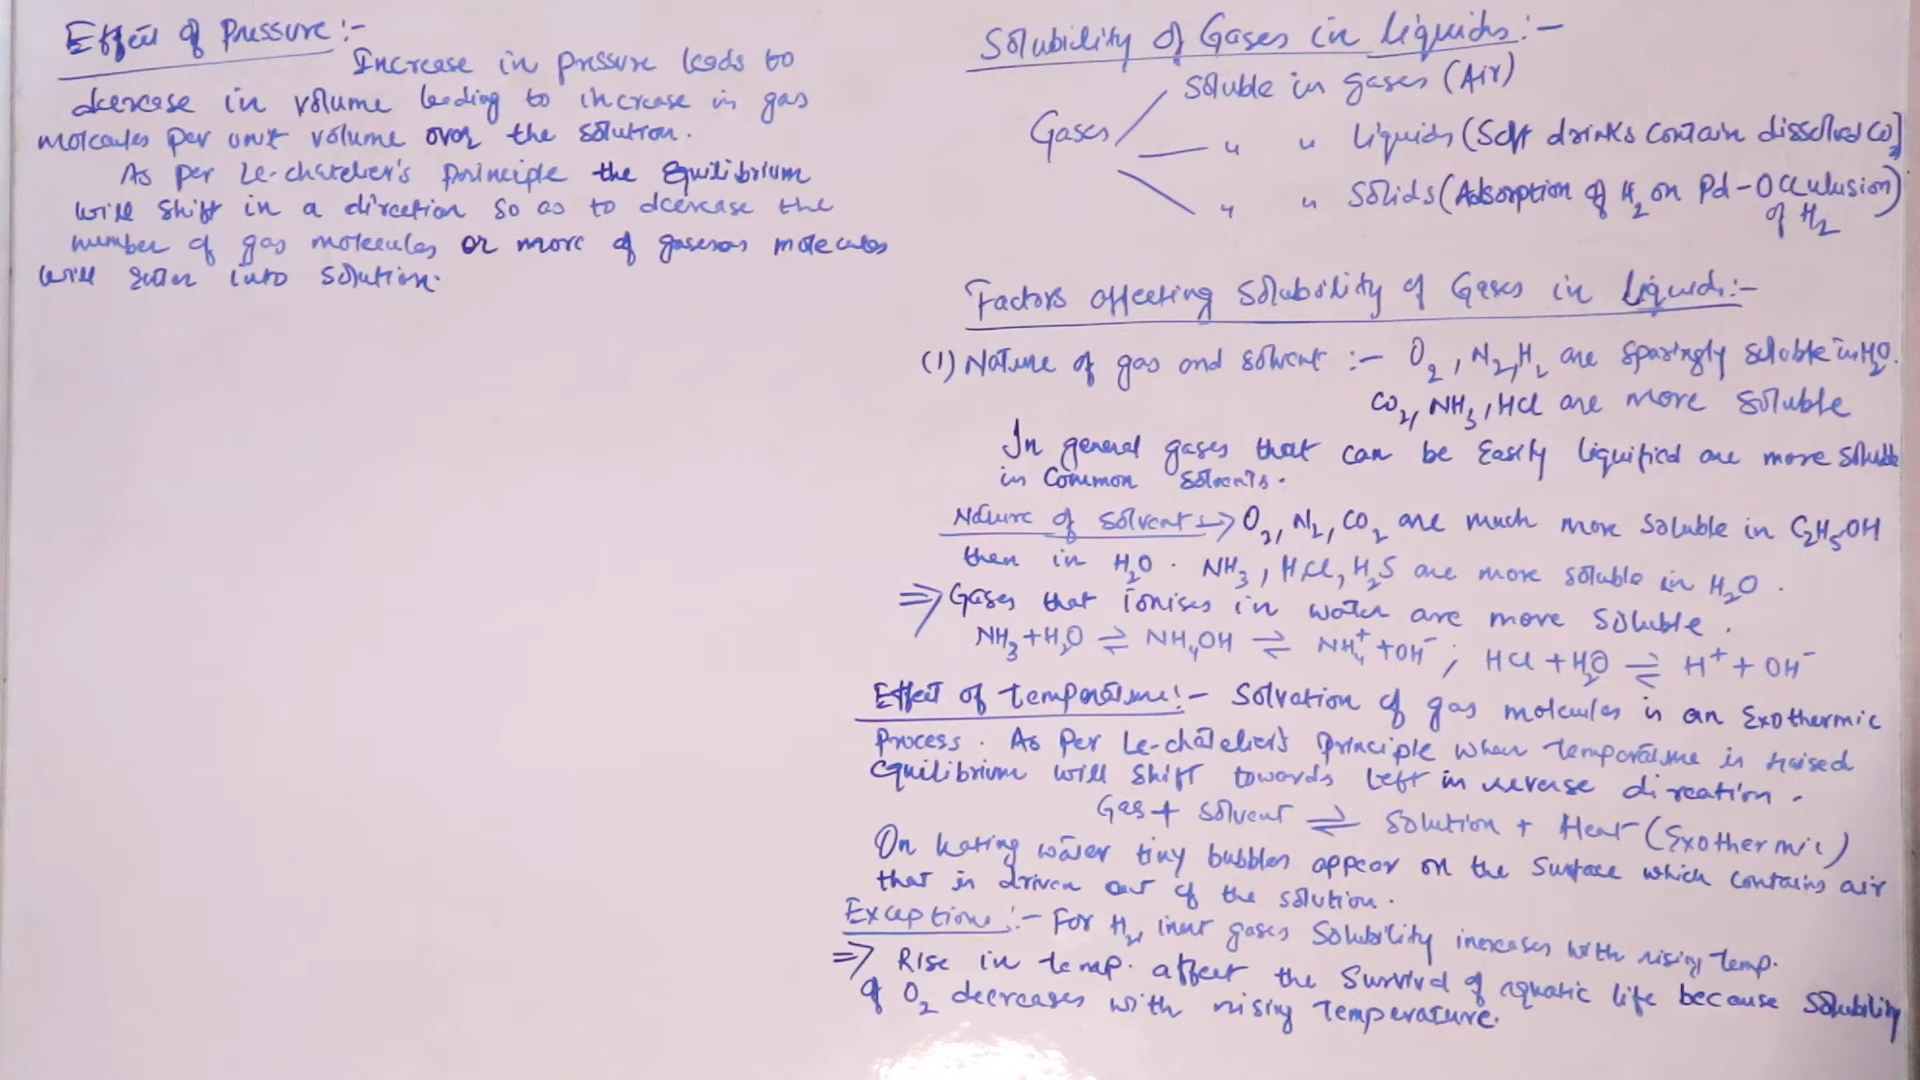 Solubility of Gases in liquids:-
Gases
Soluble in gases (Air)
" " Liquids (Soft drinks contain dissolved CO2]
" " Solids (Adsorption of H2 on Pd-Occulusion)
of H2
Factors affecting Solubility of Gases in liquids:-
(1) Nature of gas and solvent :- O2, N2, H2 are sparingly soluble in H2O.
CO2, NH3, HCl are more soluble
In general gases that can be Easily liquified are more soluble
in Common Solvents.
Nature of solvent → O2, N2, CO2 are much more soluble in C2H5OH
then in H2O. NH3, HCl, H2S are more soluble in H2O.
⇒ Gases that ionises in water are more soluble.
NH3 + H2O ⇌ NH4OH ⇌ NH4+ + OH- ; HCl + H2O ⇌ H+ + OH-
Effect of temperature:- Solvation of gas molecules is an Exothermic
Process. As Per Le-chatelier's Principle when temperature is raised
Equilibrium will shift towards left in reverse direation.
Gas + Solvent ⇌ Solution + Heat (Exothermic)
On heating water tiny bubbles appear on the surface which contains air
that is driven out of the solution.
Exceptions:- For H2, inert gases Solubility increases with rising temp.
⇒ Rise in temp. affect the Survival of aquatic life because Solubility
of O2 decreases with rising Temperature.
Effect of Pressure:-
Increase in pressure leads to
decrease in volume leading to increase in gas
molcules per unit volume over the solution.
As per Le-chatelier's principle the Equilibrium
will shift in a direction so as to decrease the
number of gas molecules or more of gaseous molecules
will enter into solution.